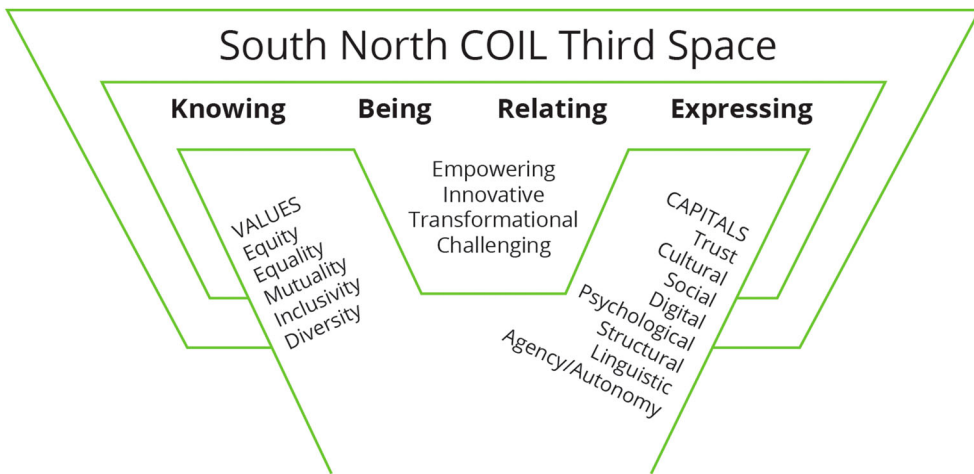 South North COIL Third Space
Knowing Being Relating Expressing
Empowering
Innovative
Transformational
Challenging
VALUES
Equity
Equality
Mutuality
Inclusivity
Diversity
CAPITALS
Trust
Cultural
Social
Digital
Psychological
Structural
Linguistic
Agency/Autonomy